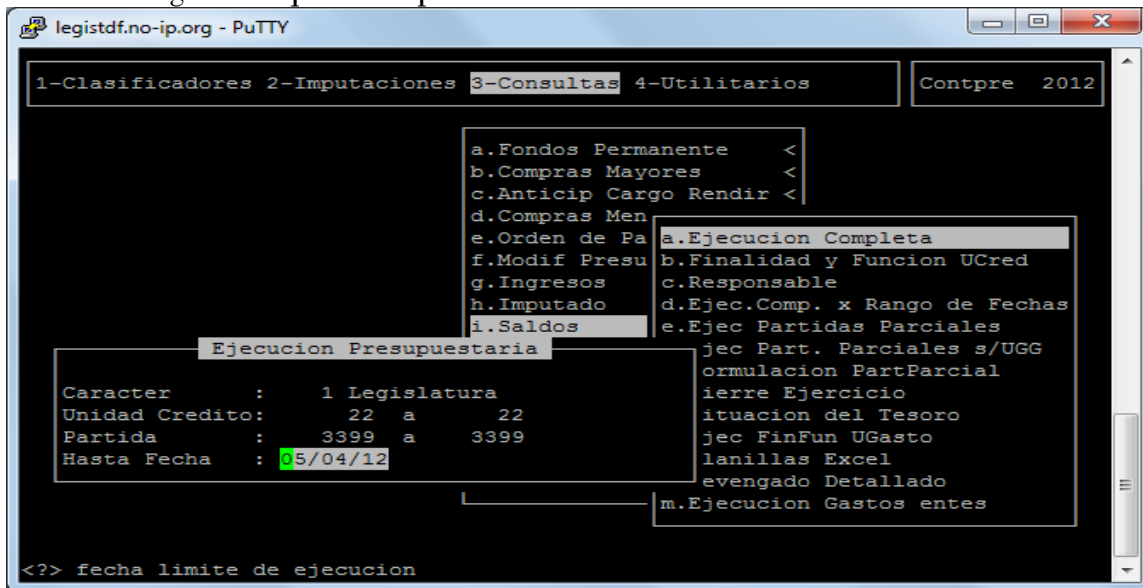 legistdf.no-ip.org - PuTTY
1-Clasificadores 2-Imputaciones 3-Consultas 4-Utilitarios
Contpre 2012
a.Fondos Permanente <
b.Compras Mayores <
c.Anticip Cargo Rendir <
d.Compras Men
e.Orden de Pa
f.Modif Presu
g.Ingresos
h.Imputado
i.Saldos
a.Ejecucion Completa
b.Finalidad y Funcion UCred
c.Responsable
d.Ejec.Comp. x Rango de Fechas
e.Ejec Partidas Parciales
jec Part. Parciales s/UGG
ormulacion PartParcial
ierre Ejercicio
ituacion del Tesoro
jec FinFun UGasto
lanillas Excel
evengado Detallado
m.Ejecucion Gastos entes
Ejecucion Presupuestaria
Caracter : 1 Legislatura
Unidad Credito: 22 a 22
Partida : 3399 a 3399
Hasta Fecha : 05/04/12
<?> fecha limite de ejecucion